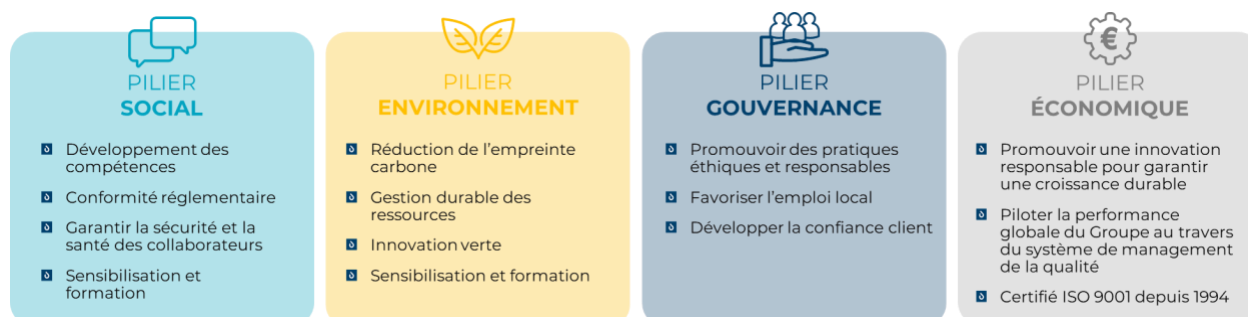 PILIER
SOCIAL
Développement des
compétences
Conformité réglementaire
Garantir la sécurité et la
santé des collaborateurs
Sensibilisation et
formation
PILIER
ENVIRONNEMENT
Réduction de l'empreinte
carbone
Gestion durable des
ressources
Innovation verte
Sensibilisation et formation
PILIER
GOUVERNANCE
Promouvoir des pratiques
éthiques et responsables
Favoriser l'emploi local
Développer la confiance client
€
PILIER
ÉCONOMIQUE
Promouvoir une innovation
responsable pour garantir
une croissance durable
Piloter la performance
globale du Groupe au travers
du système de management
de la qualité
Certifié ISO 9001 depuis 1994